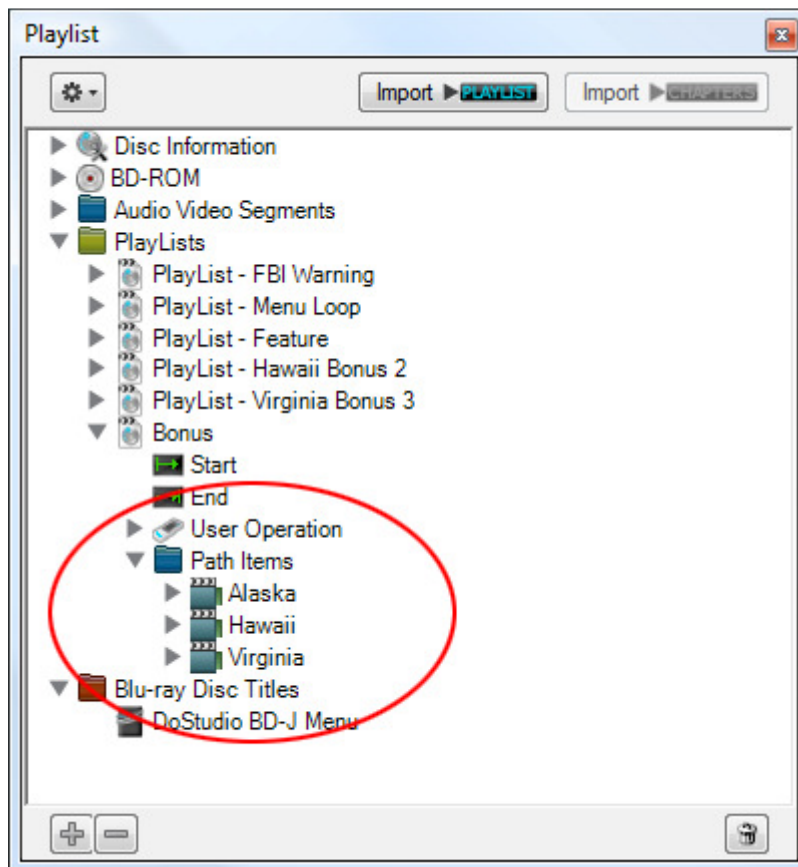 Playlist
Import PLAYLIST Import CHAPTERS
Disc Information
BD-ROM
Audio Video Segments
PlayLists
PlayList - FBI Warning
PlayList - Menu Loop
PlayList - Feature
PlayList - Hawaii Bonus 2
PlayList - Virginia Bonus 3
Bonus
Start
End
User Operation
Path Items
Alaska
Hawaii
Virginia
Blu-ray Disc Titles
DoStudio BD-J Menu